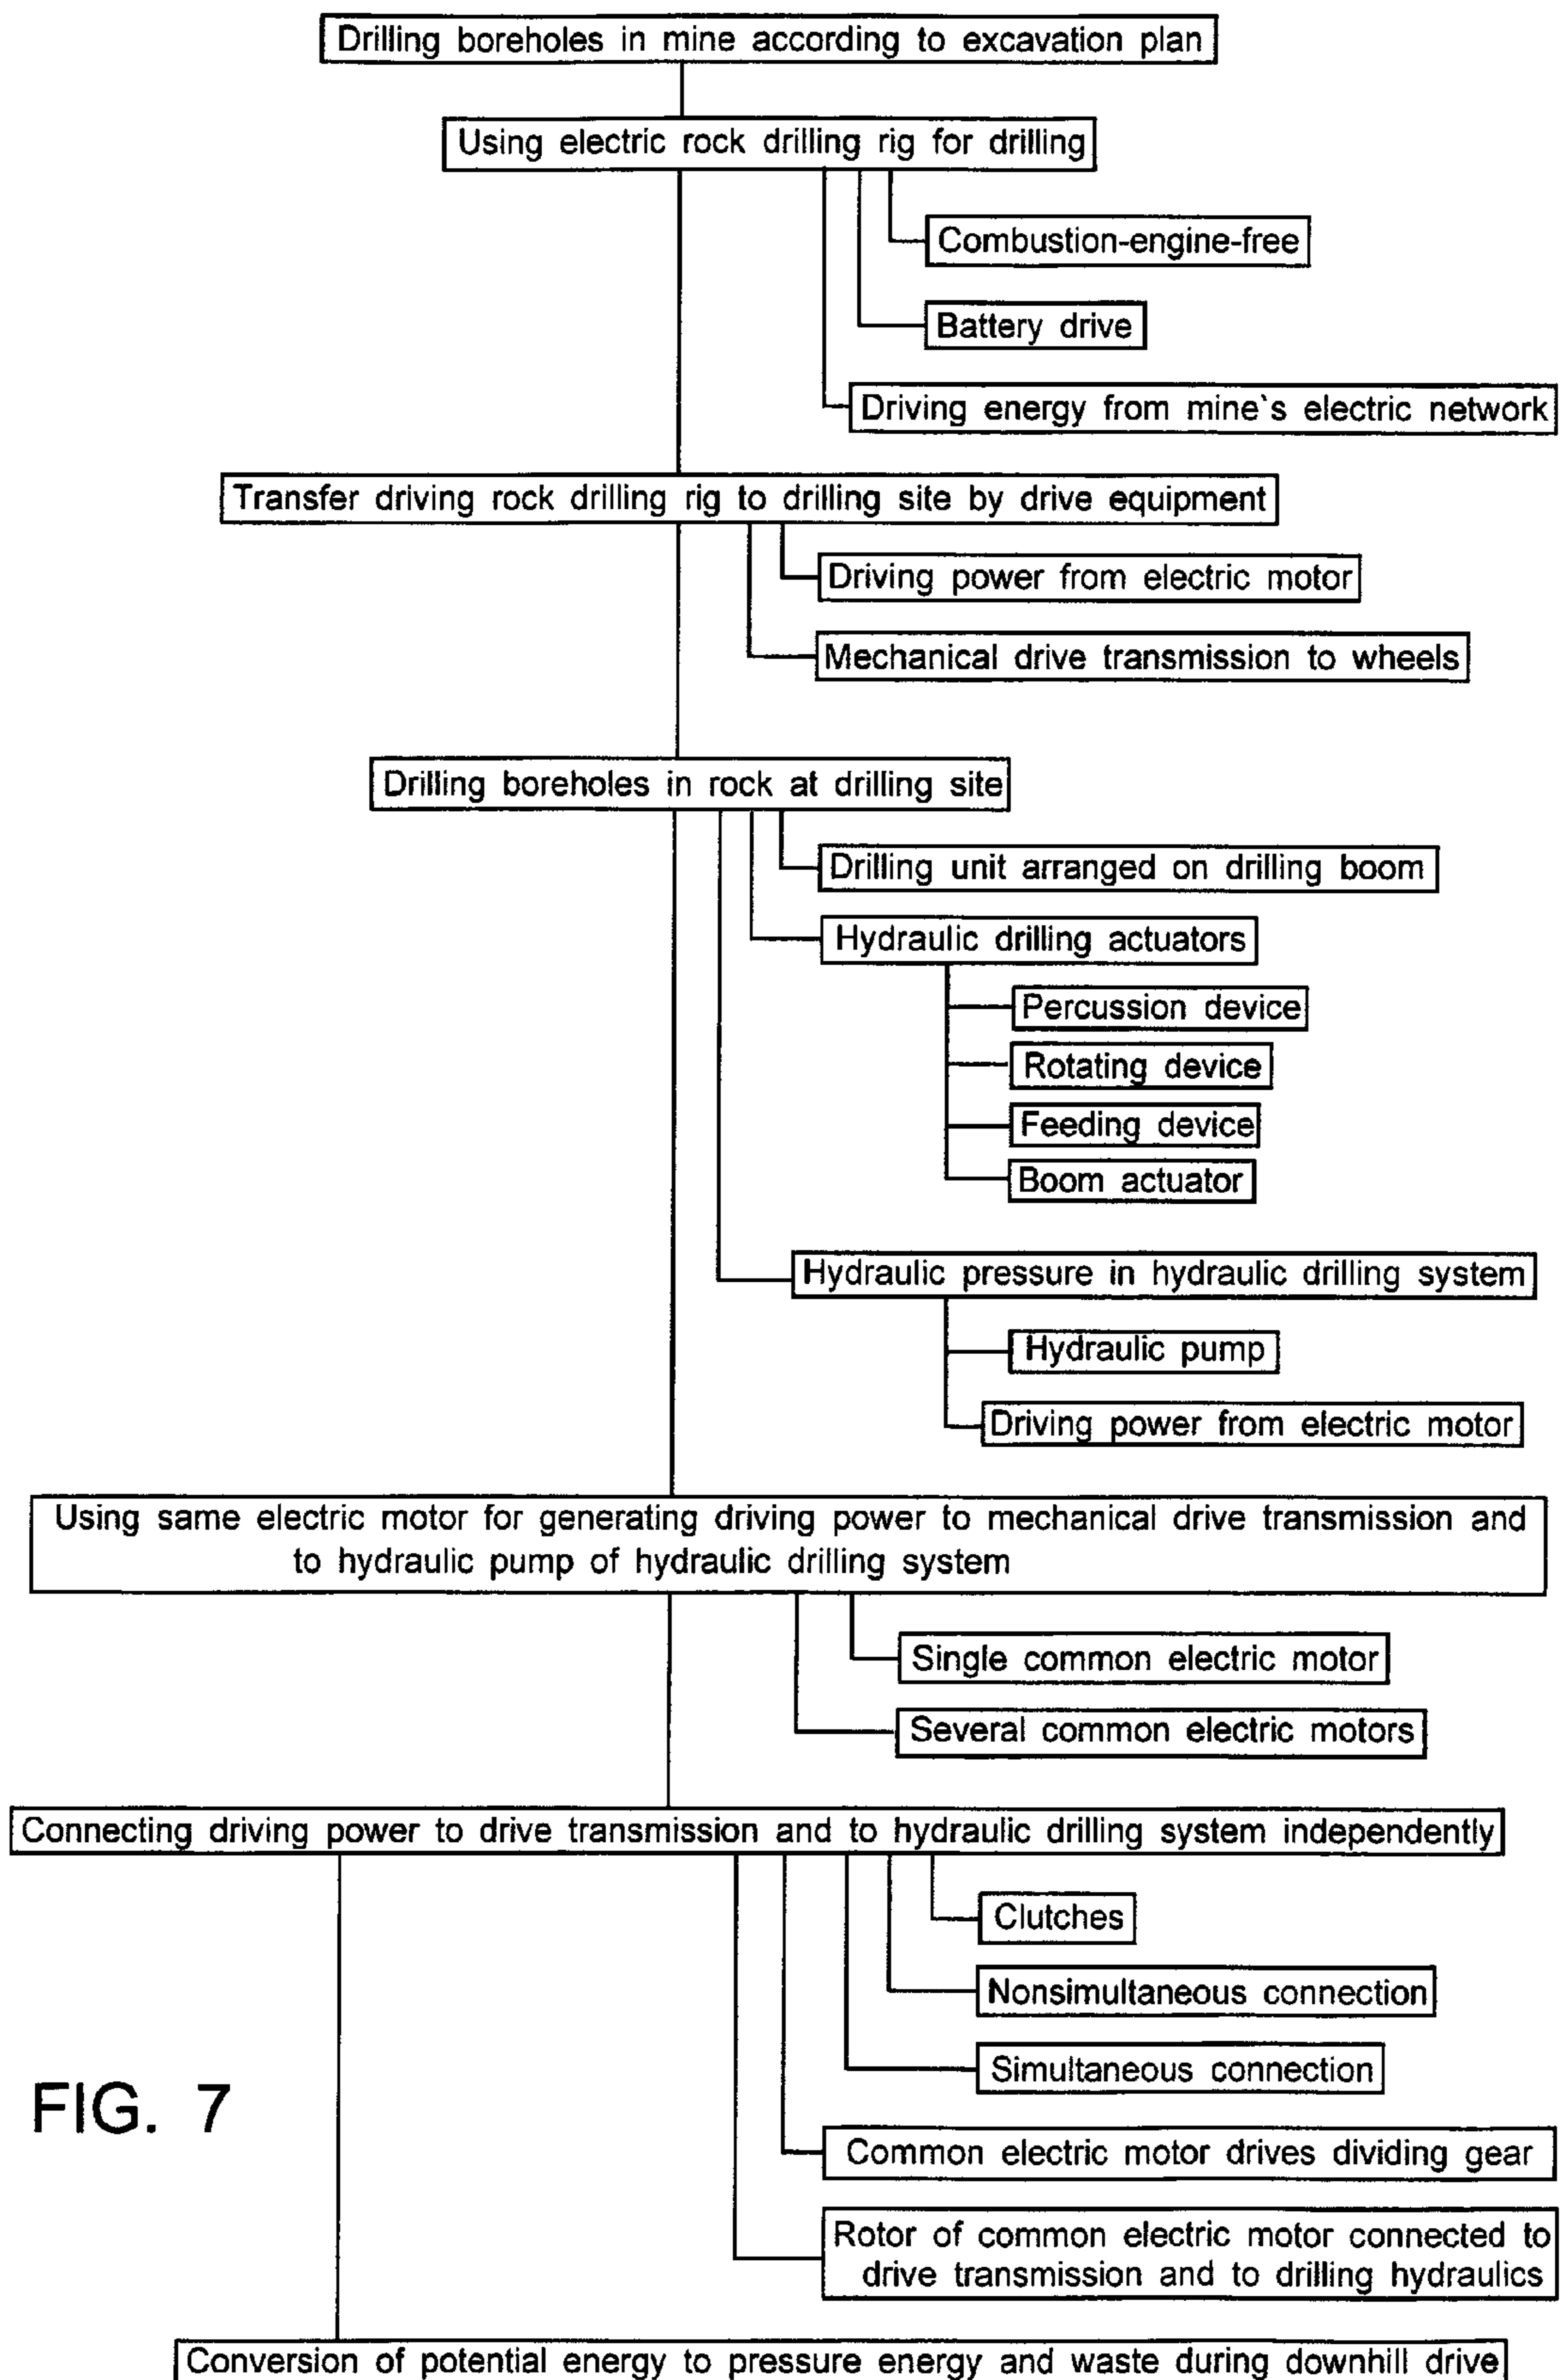 Drilling boreholes in mine according to excavation plan
Using electric rock drilling rig for drilling
Combustion-engine-free
Battery drive
Driving energy from mine`s electric network
Transfer driving rock drilling rig to drilling site by drive equipment
Driving power from electric motor
Mechanical drive transmission to wheels
Drilling boreholes in rock at drilling site
Drilling unit arranged on drilling boom
Hydraulic drilling actuators
Percussion device
Rotating device
Feeding device
Boom actuator
Hydraulic pressure in hydraulic drilling system
Hydraulic pump
Driving power from electric motor
Using same electric motor for generating driving power to mechanical drive transmission and
to hydraulic pump of hydraulic drilling system
Single common electric motor
Several common electric motors
Connecting driving power to drive transmission and to hydraulic drilling system independently
Clutches
Nonsimultaneous connection
Simultaneous connection
FIG. 7
Common electric motor drives dividing gear
Rotor of common electric motor connected to
drive transmission and to drilling hydraulics
Conversion of potential energy to pressure energy and waste during downhill drive